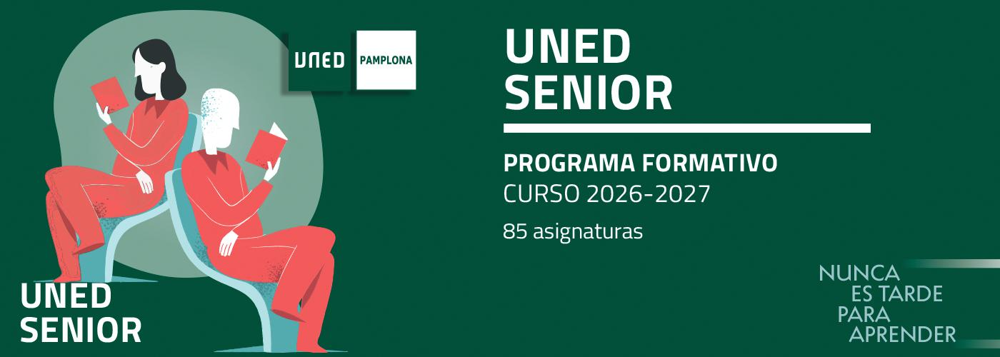 UNED
PAMPLONA
UNED
SENIOR
UNED
SENIOR
PROGRAMA FORMATIVO
CURSO 2026-2027
85 asignaturas
NUNCA
ES TARDE
PARA
APRENDER